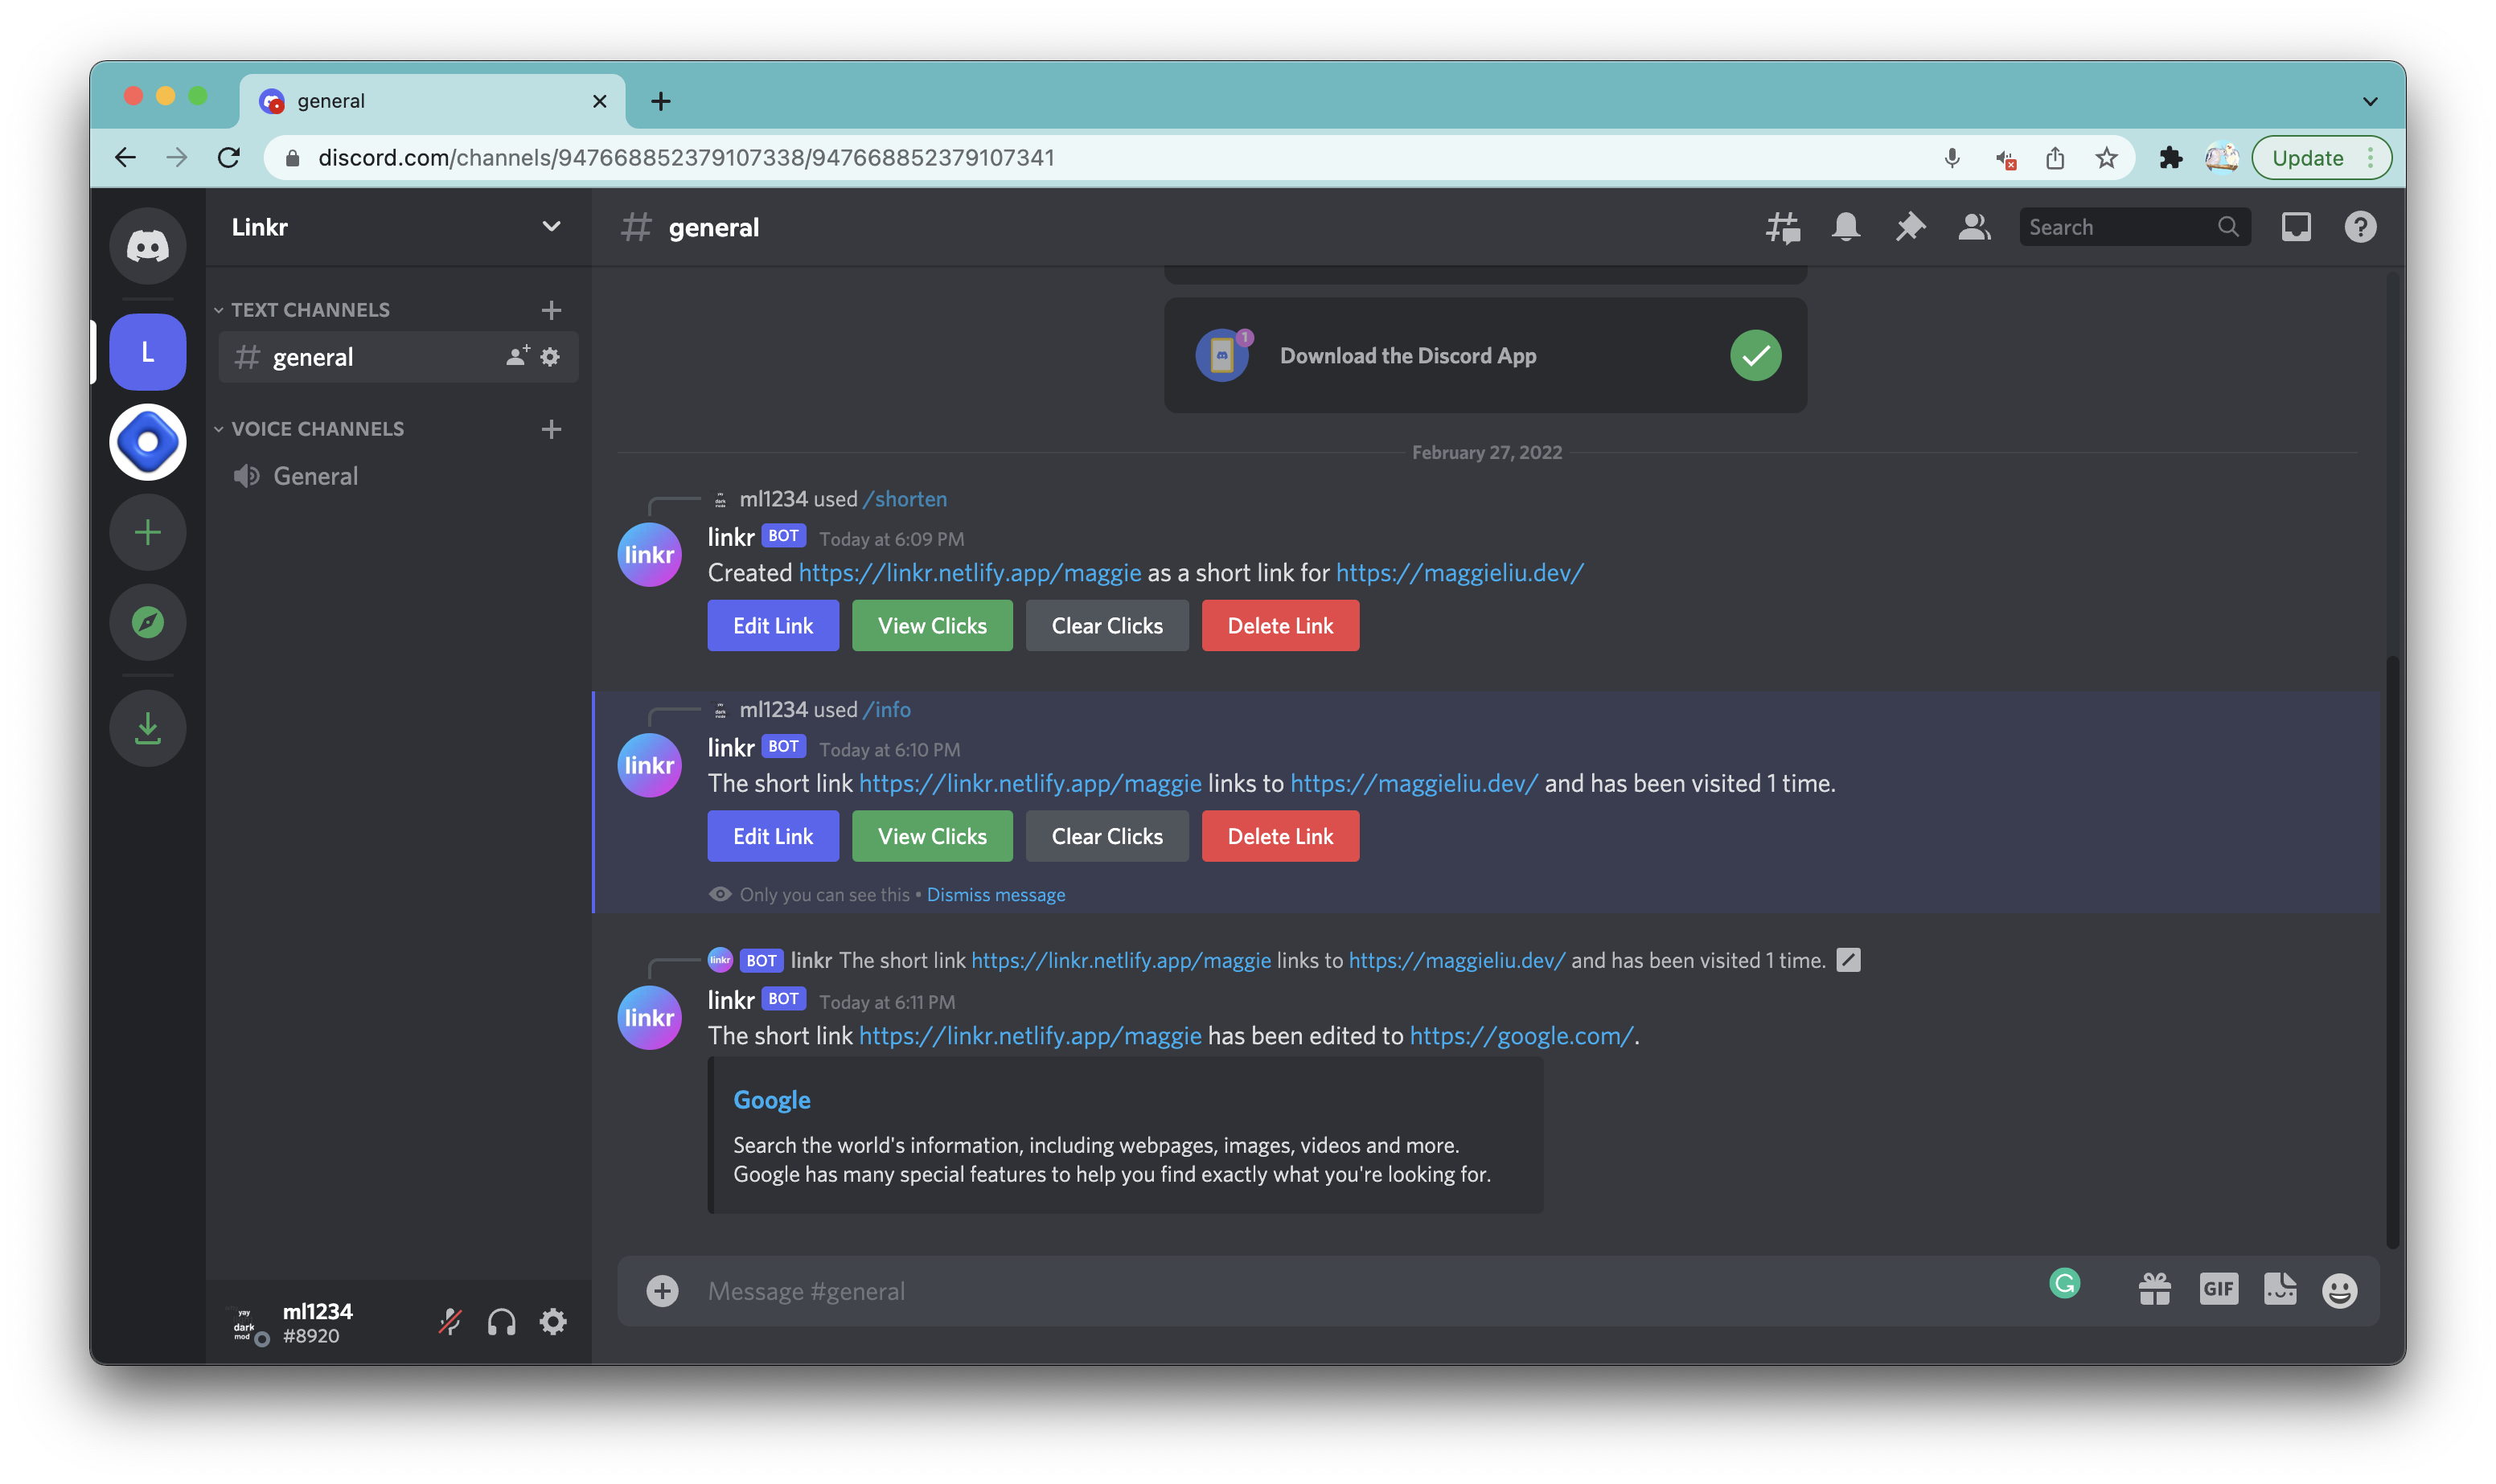 general
discord.com/channels/947668852379107338/947668852379107341
Update
Linkr
general
Search
TEXT CHANNELS
L
general
VOICE CHANNELS
General
1
Download the Discord App
February 27, 2022
ml1234 used /shorten
linkr
linkr BOT Today at 6:09 PM
Created https://linkr.netlify.app/maggie as a short link for https://maggieliu.dev/
Edit Link View Clicks Clear Clicks Delete Link
ml1234 used /info
linkr
linkr BOT Today at 6:10 PM
The short link https://linkr.netlify.app/maggie links to https://maggieliu.dev/ and has been visited 1 time.
Edit Link View Clicks Clear Clicks Delete Link
Only you can see this • Dismiss message
linkr BOT linkr The short link https://linkr.netlify.app/maggie links to https://maggieliu.dev/ and has been visited 1 time.
linkr
linkr BOT Today at 6:11 PM
The short link https://linkr.netlify.app/maggie has been edited to https://google.com/.
Google
Search the world's information, including webpages, images, videos and more.
Google has many special features to help you find exactly what you're looking for.
Message #general
GIF
yay
dark
mod
ml1234
#8920